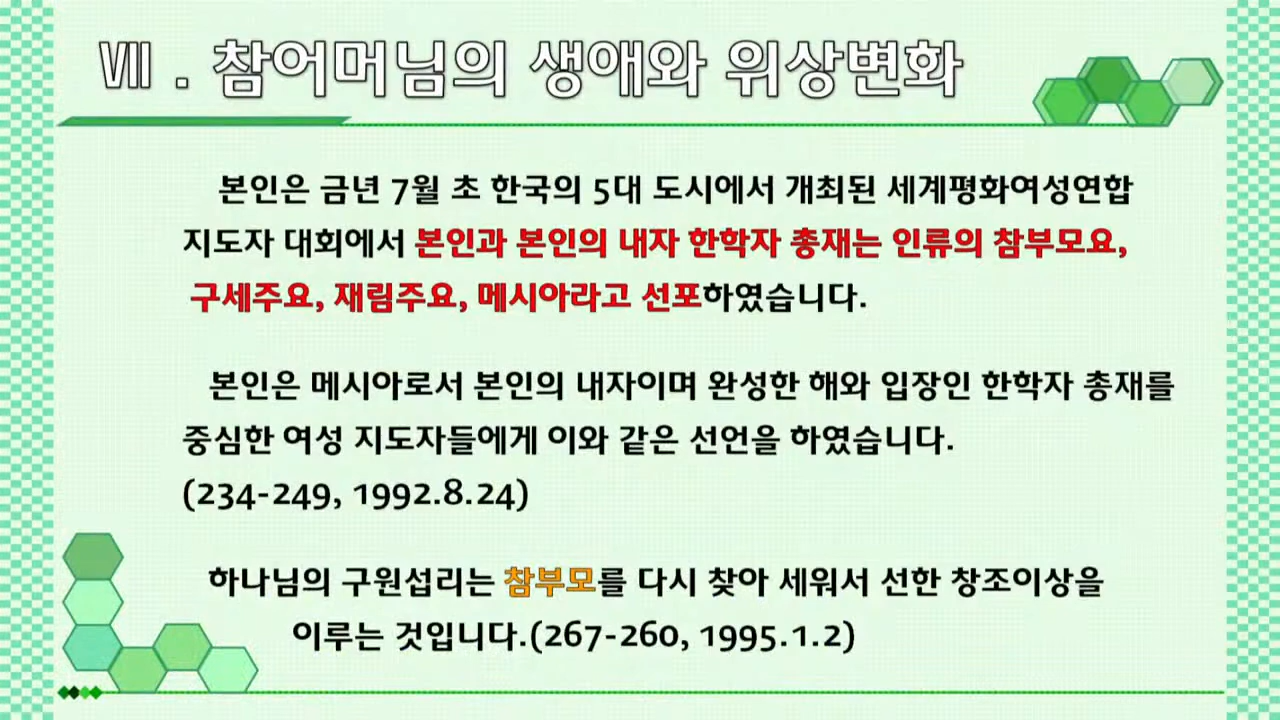 Ⅶ . 참어머님의 생애와 위상변화
본인은 금년 7월 초 한국의 5대 도시에서 개최된 세계평화여성연합
지도자 대회에서 본인과 본인의 내자 한학자 총재는 인류의 참부모요,
구세주요, 재림주요, 메시아라고 선포하였습니다.
본인은 메시아로서 본인의 내자이며 완성한 해와 입장인 한학자 총재를
중심한 여성 지도자들에게 이와 같은 선언을 하였습니다.
(234-249, 1992.8.24)
하나님의 구원섭리는 참부모를 다시 찾아 세워서 선한 창조이상을
이루는 것입니다.(267-260, 1995.1.2)